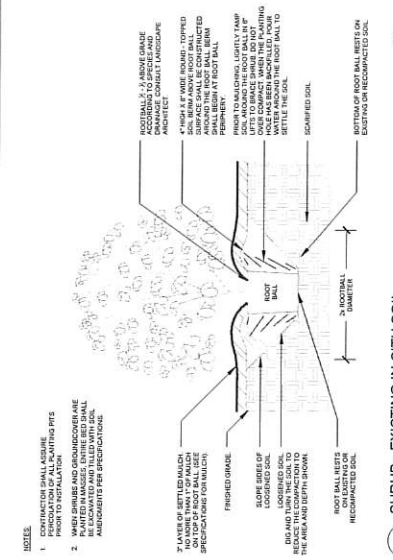 NOTES:
1. CONTRACTOR SHALL ASSURE
PERCOLATION OF ALL PLANTING PITS
PRIOR TO INSTALLATION
2. WHEN SHRUBS AND GROUNDCOVER ARE
PLANTED IN MASSES, ENTIRE BED SHALL
BE EXCAVATED AND TILLED WITH SOIL
AMENDMENTS PER SPECIFICATIONS.
3" LAYER OF SETTLED MULCH
NO MORE THAN 1" OF MULCH
ON TOP OF ROOT BALL. (SEE
SPECIFICATIONS FOR MULCH)
FINISHED GRADE.
SLOPE SIDES OF
LOOSENED SOIL
LOOSENED SOIL.
DIG AND TURN THE SOIL TO
REDUCE THE COMPACTION TO
THE AREA AND DEPTH SHOWN.
ROOT BALL RESTS
ON EXISTING OR
RECOMPACTED SOIL
ROOT
BALL
2x ROOTBALL
DIAMETER
ABOVE GRADE
ACCORDING TO SPECIES AND
DRAINAGE. CONSULT LANDSCAPE
ARCHITECT
4" HIGH X 8" WIDE ROUND - TOPPED
SOIL BERM ABOVE ROOT BALL
SURFACE SHALL BE CONSTRUCTED
AROUND THE ROOT BALL. BERM
SHALL BEGIN AT ROOT BALL
PERIPHERY.
PRIOR TO MULCHING, LIGHTLY TAMP
SOIL AROUND THE ROOT BALL IN 6"
LIFTS TO BRACE SHRUB. DO NOT
OVER COMPACT. WHEN THE PLANTING
HOLE HAS BEEN BACKFILLED, POUR
WATER AROUND THE ROOT BALL TO
SETTLE THE SOIL.
SCARIFIED SOIL
BOTTOM OF ROOT BALL RESTS ON
EXISTING OR RECOMPACTED SOIL